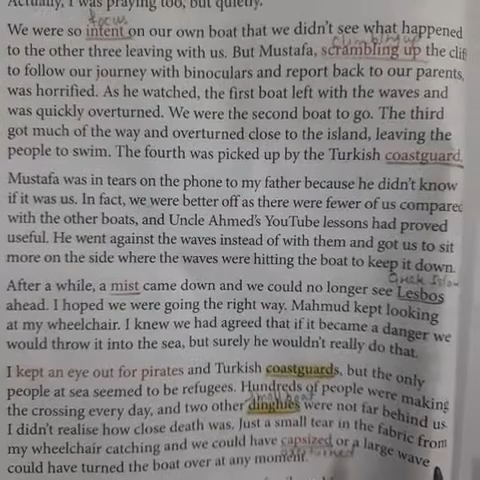 Actually, I was praying too, but quietly.
focus
We were so intent on our own boat that we didn't see what happened
climbing up
to the other three leaving with us. But Mustafa, scrambling up the clif
to follow our journey with binoculars and report back to our parents,
was horrified. As he watched, the first boat left with the waves and
was quickly overturned. We were the second boat to go. The third
got much of the way and overturned close to the island, leaving the
people to swim. The fourth was picked up by the Turkish coastguard.
Mustafa was in tears on the phone to my father because he didn't know
if it was us. In fact, we were better off as there were fewer of us compared
with the other boats, and Uncle Ahmed's YouTube lessons had proved
useful. He went against the waves instead of with them and got us to sit
more on the side where the waves were hitting the boat to keep it down.
Greek
After a while, a mist came down and we could no longer see Lesbos
ahead. I hoped we were going the right way. Mahmud kept looking
at my wheelchair. I knew we had agreed that if it became a danger we
would throw it into the sea, but surely he wouldn't really do that.
I kept an eye out for pirates and Turkish coastguards, but the only
people at sea seemed to be refugees. Hundreds of people were making
small boat
the crossing every day, and two other dinghies were not far behind us
I didn't realise how close death was. Just a small tear in the fabric from
my wheelchair catching and we could have capsized or a large wave
overturned
could have turned the boat over at any moment.